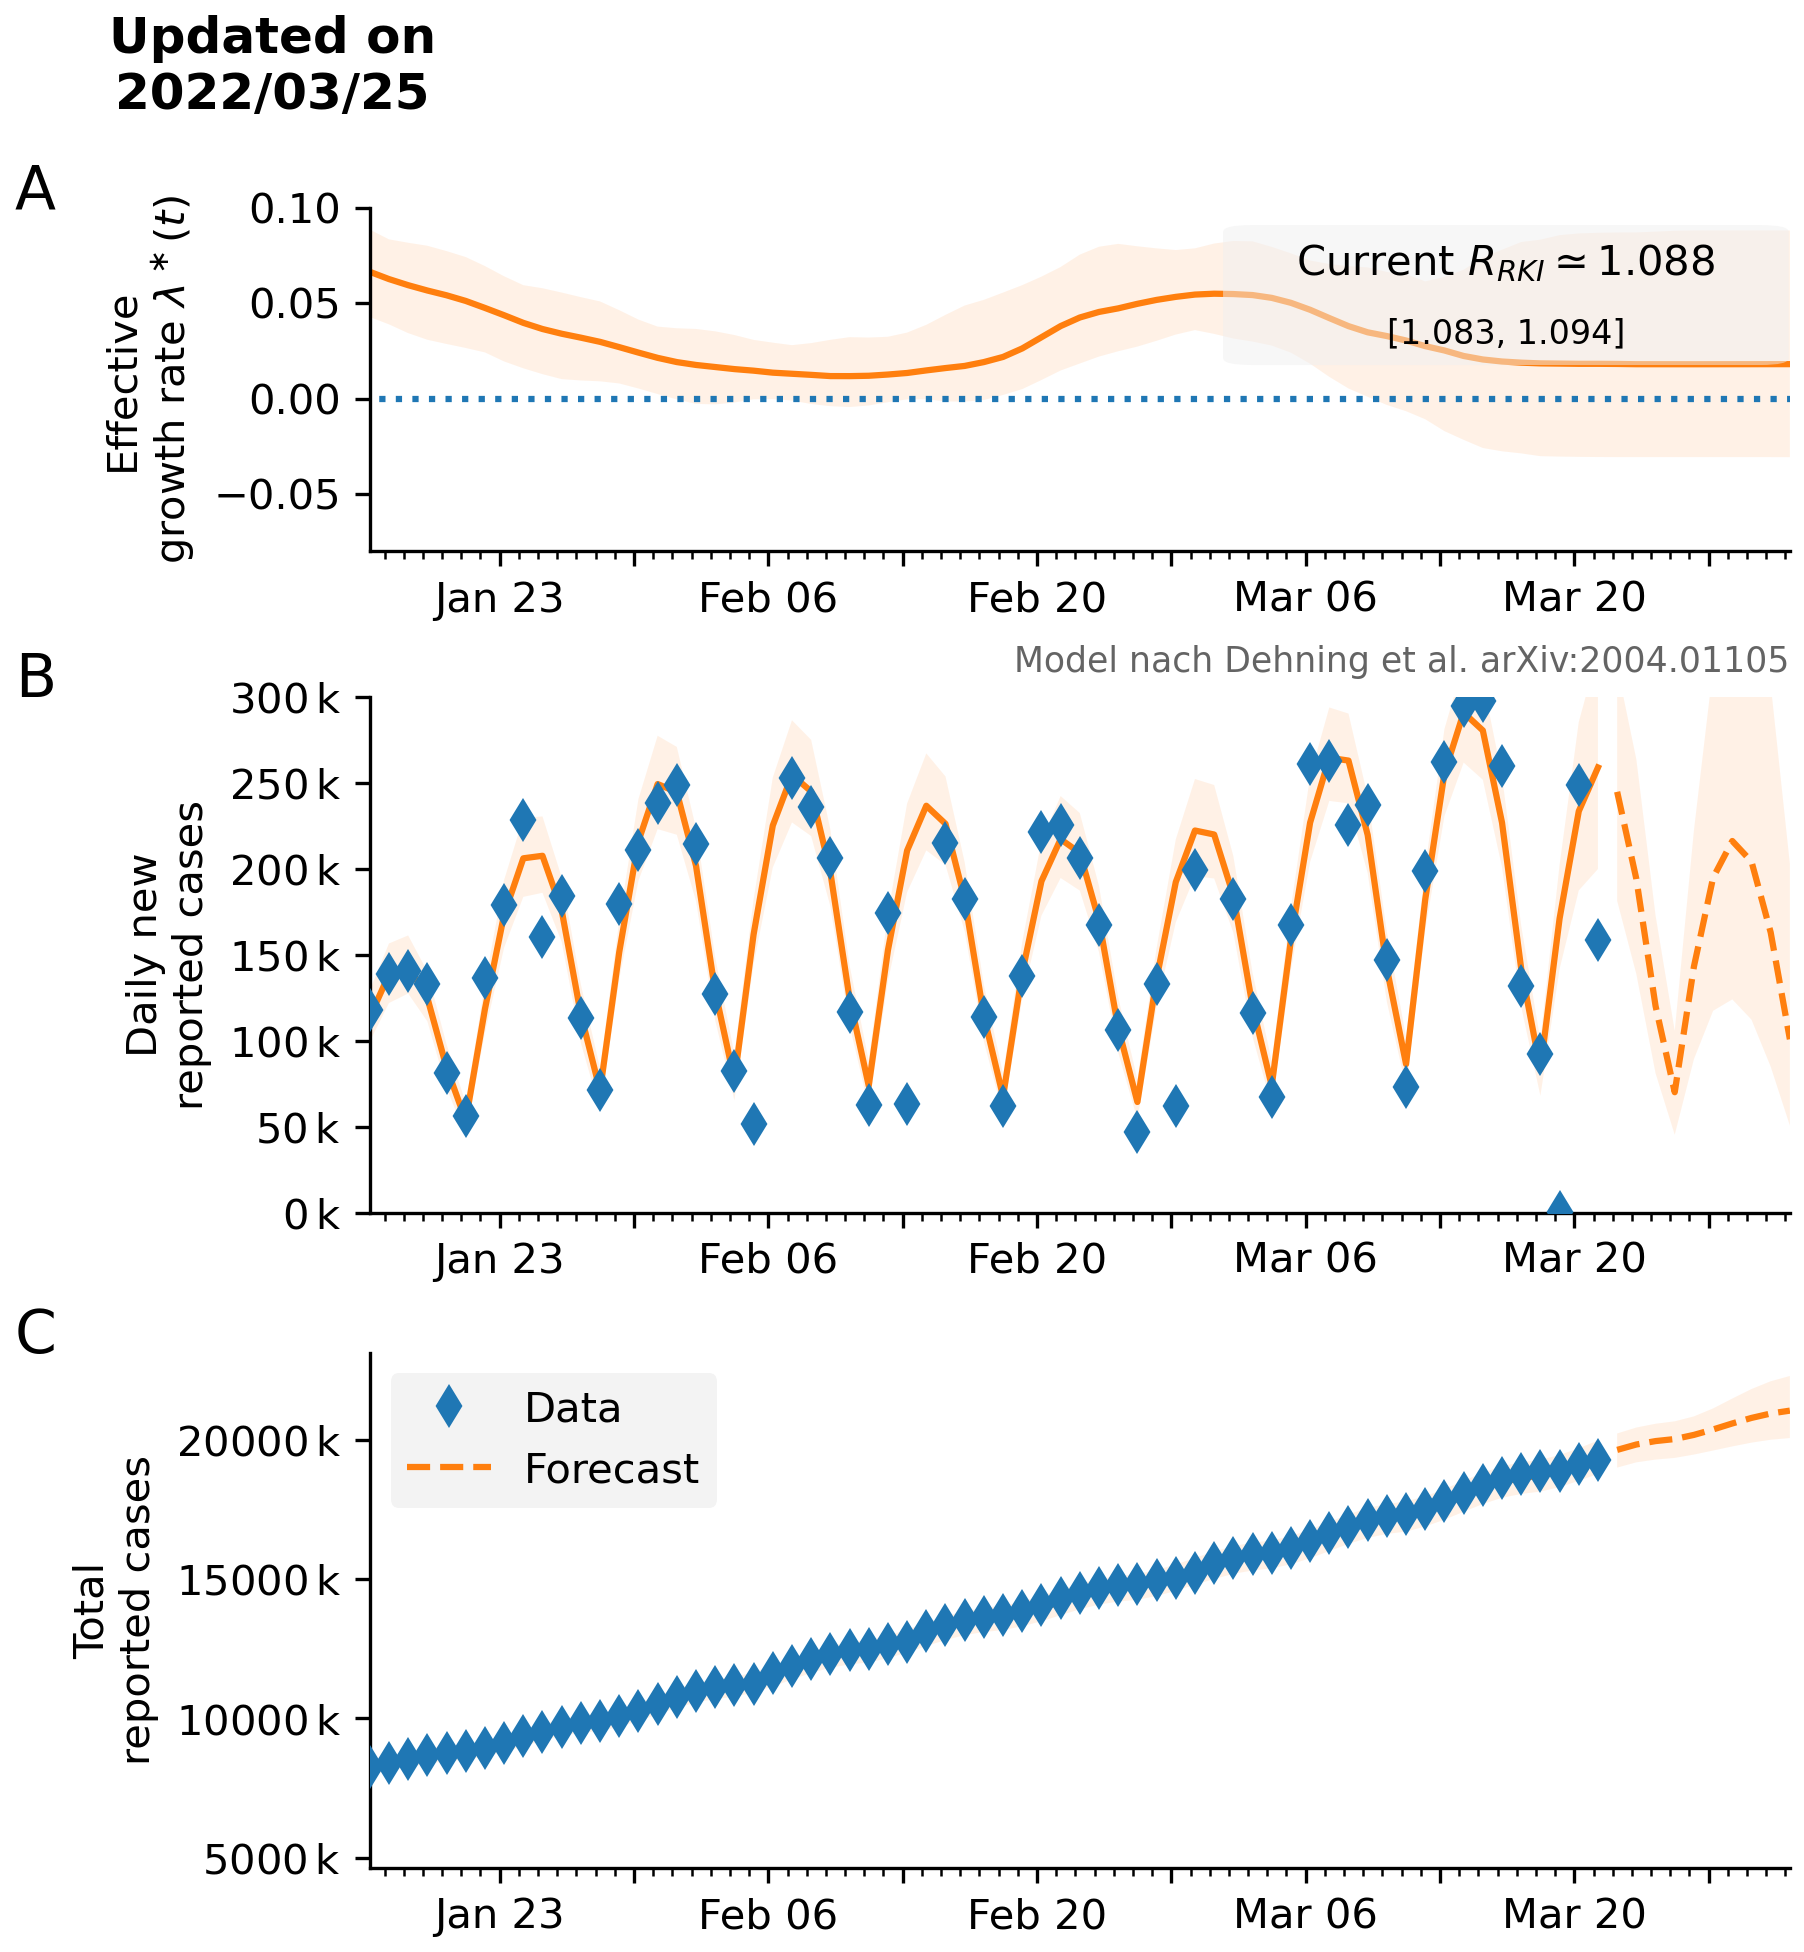 Updated on
2022/03/25
A
Effective
growth rate λ * (t)
0.10
0.05
0.00
−0.05
Current R_RKI ≃ 1.088
[1.083, 1.094]
Jan 23 Feb 06 Feb 20 Mar 06 Mar 20
Model nach Dehning et al. arXiv:2004.01105
B
Daily new
reported cases
300 k
250 k
200 k
150 k
100 k
50 k
0 k
Jan 23 Feb 06 Feb 20 Mar 06 Mar 20
C
Total
reported cases
20000 k
15000 k
10000 k
5000 k
Data
Forecast
Jan 23 Feb 06 Feb 20 Mar 06 Mar 20